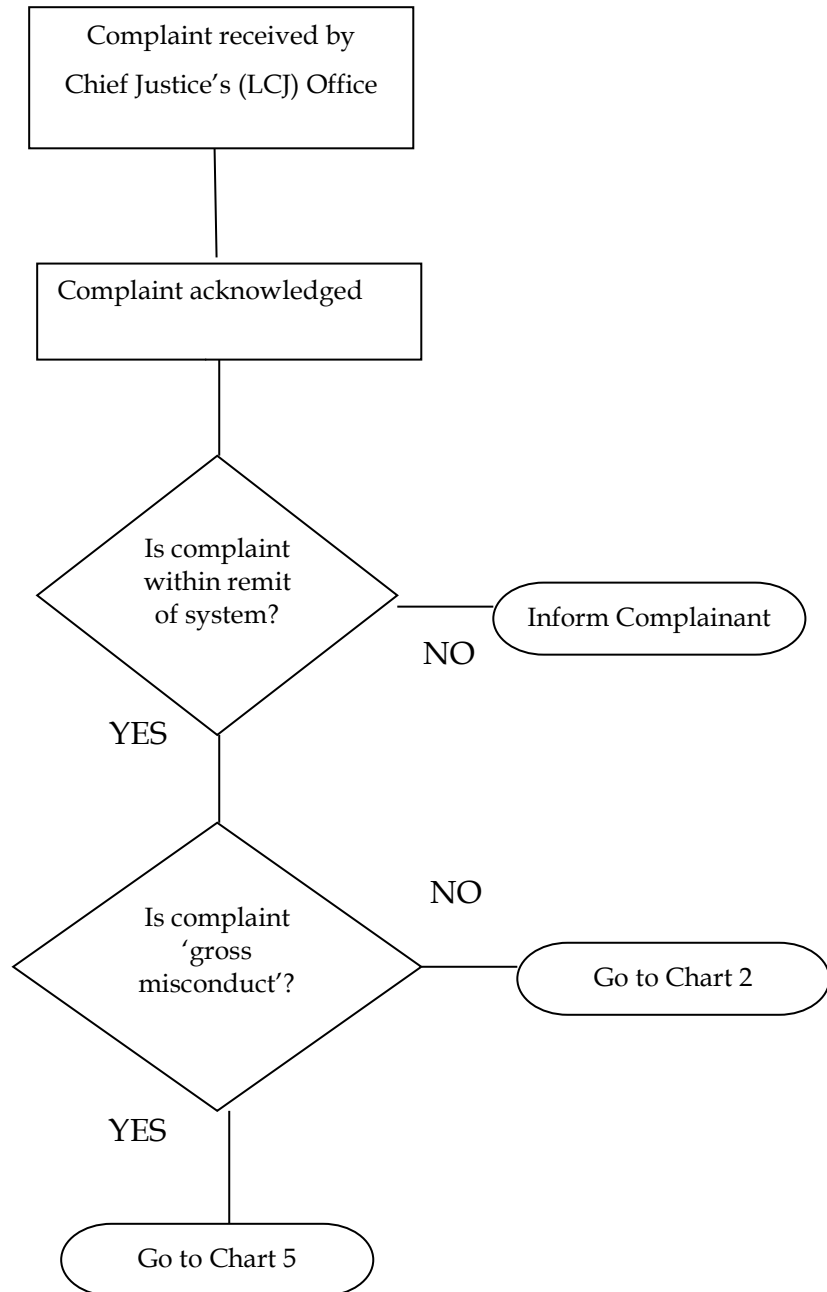 Complaint received by
Chief Justice’s (LCJ) Office
Complaint acknowledged
Is complaint
within remit
of system?
Inform Complainant
NO
YES
Is complaint
‘gross
misconduct’?
NO
Go to Chart 2
YES
Go to Chart 5